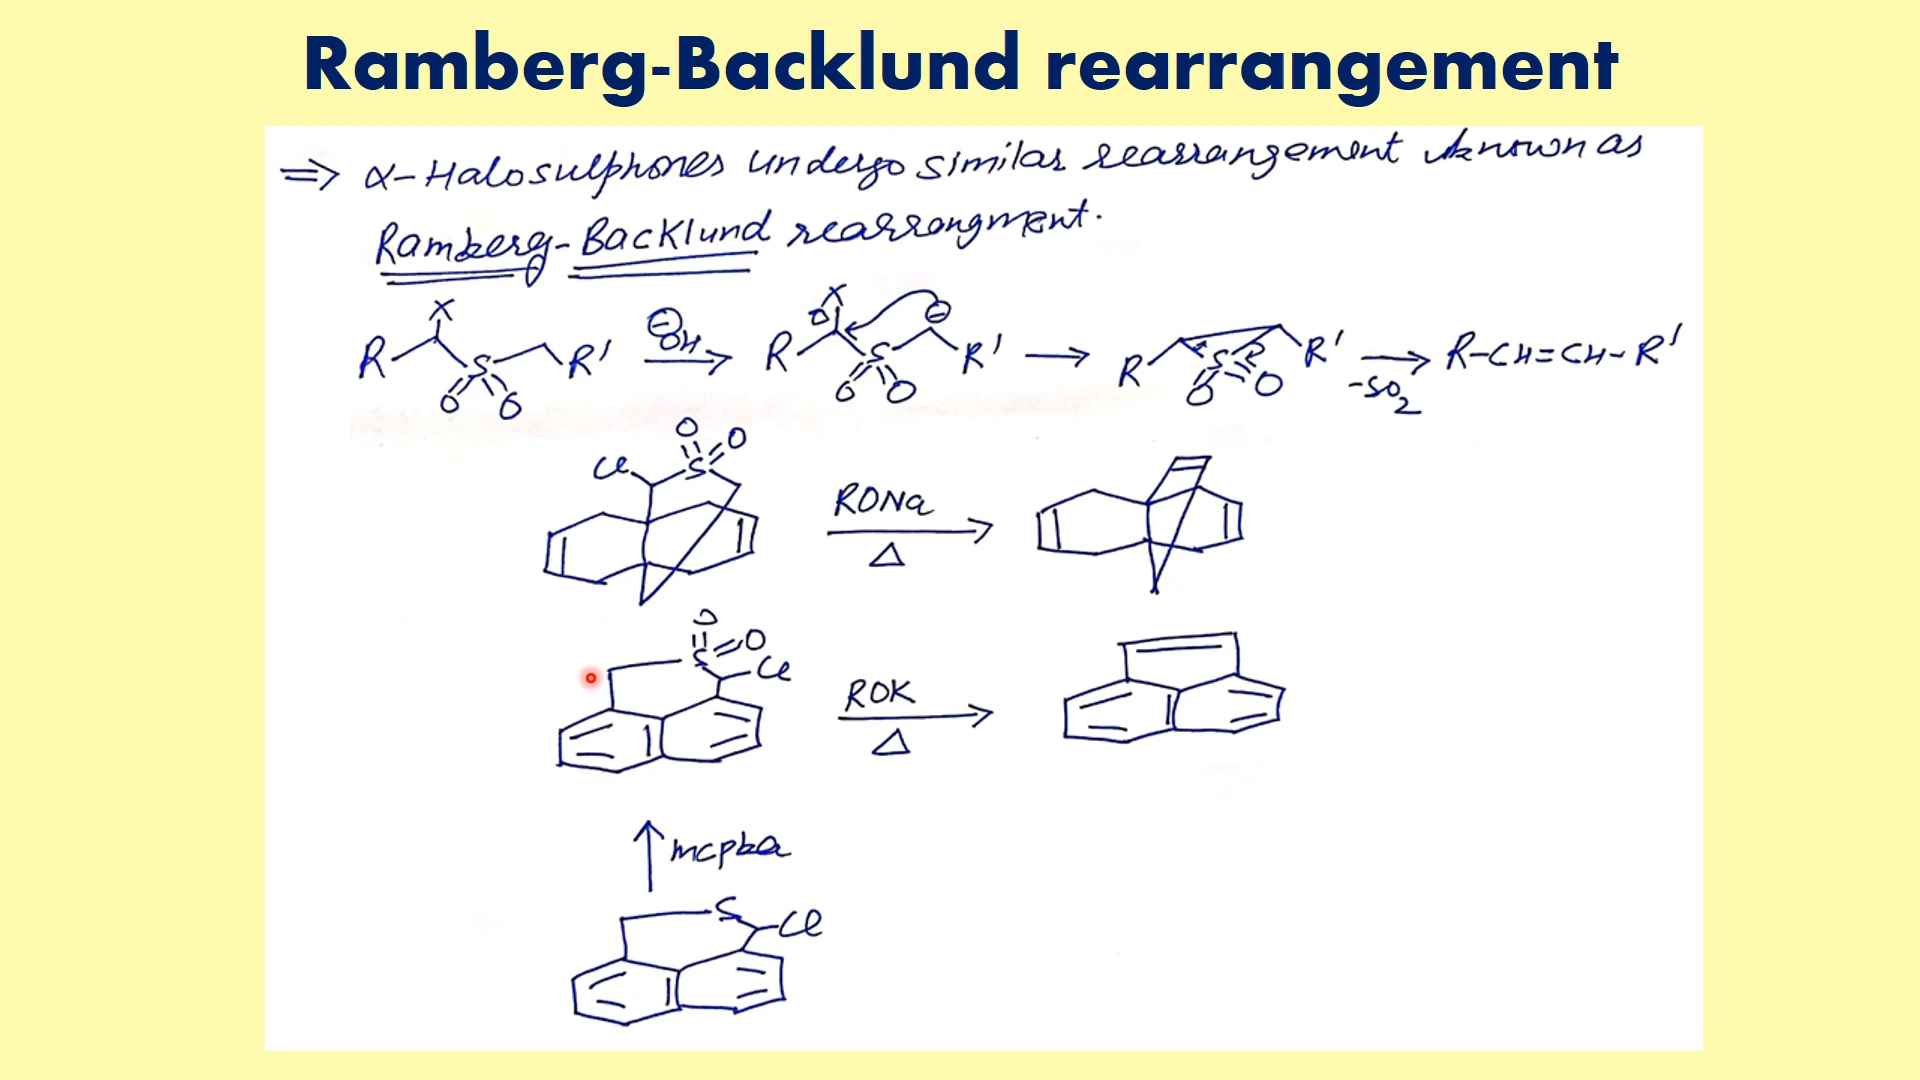 Ramberg-Backlund rearrangement
⇒ α-Halosulphones undergo similar rearrangement known as
Ramberg-Backlund rearrongment.
X
R S R' O O
⊖OH
X
R S ⊖ R' O O
R S R' O O
-SO2
R-CH=CH-R'
O O
Cl S
RONa
Δ
O
S O
Cl
ROK
Δ
mcpba
S
Cl